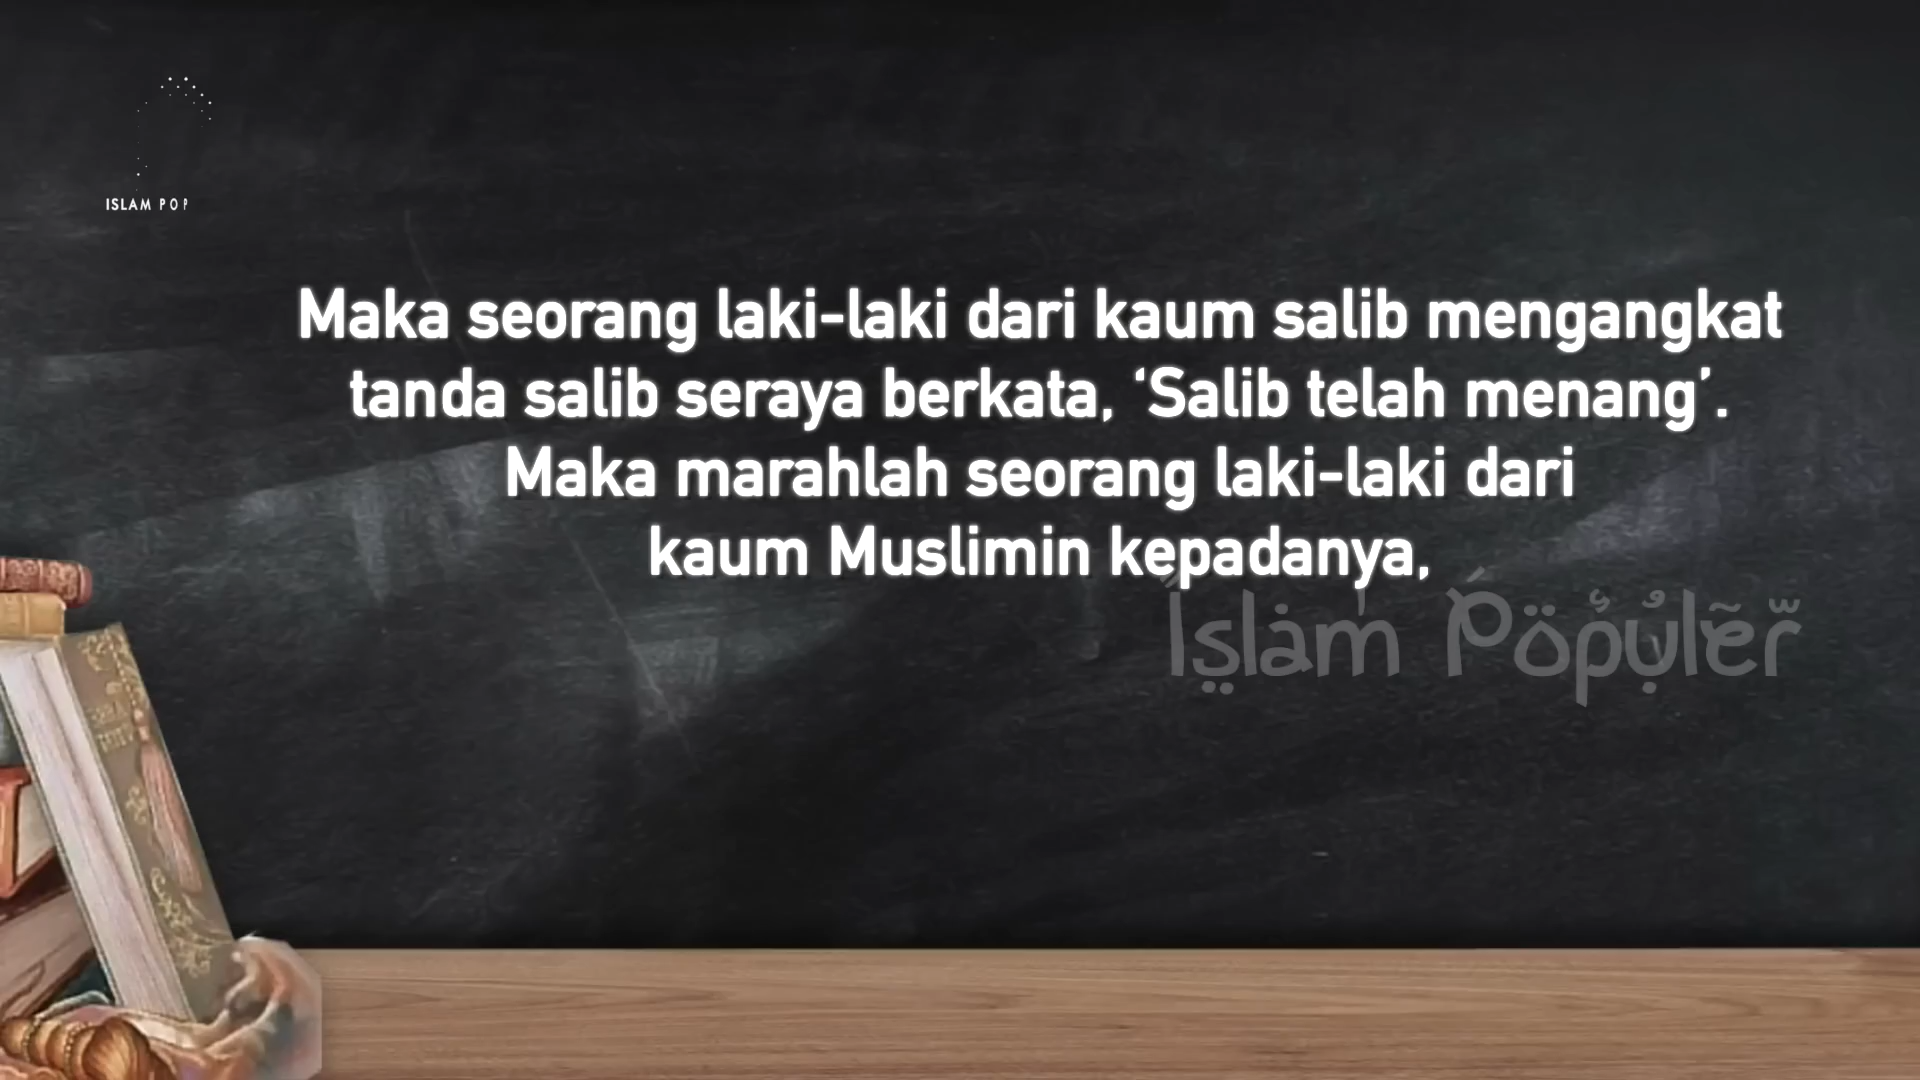 ISLAM POP
Maka seorang laki-laki dari kaum salib mengangkat
tanda salib seraya berkata, ‘Salib telah menang’.
Maka marahlah seorang laki-laki dari
kaum Muslimin kepadanya,
Islam Populer